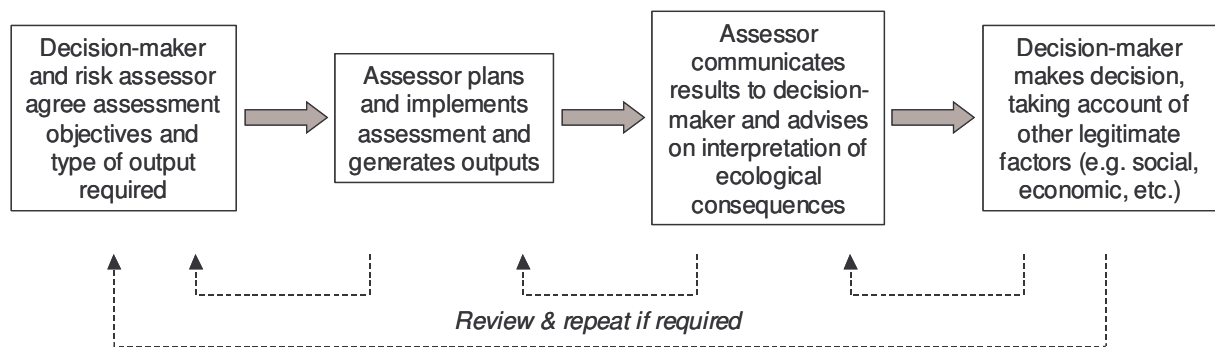 Decision-maker
and risk assessor
agree assessment
objectives and
type of output
required
Assessor plans
and implements
assessment and
generates outputs
Assessor
communicates
results to decision-
maker and advises
on interpretation of
ecological
consequences
Decision-maker
makes decision,
taking account of
other legitimate
factors (e.g. social,
economic, etc.)
Review & repeat if required